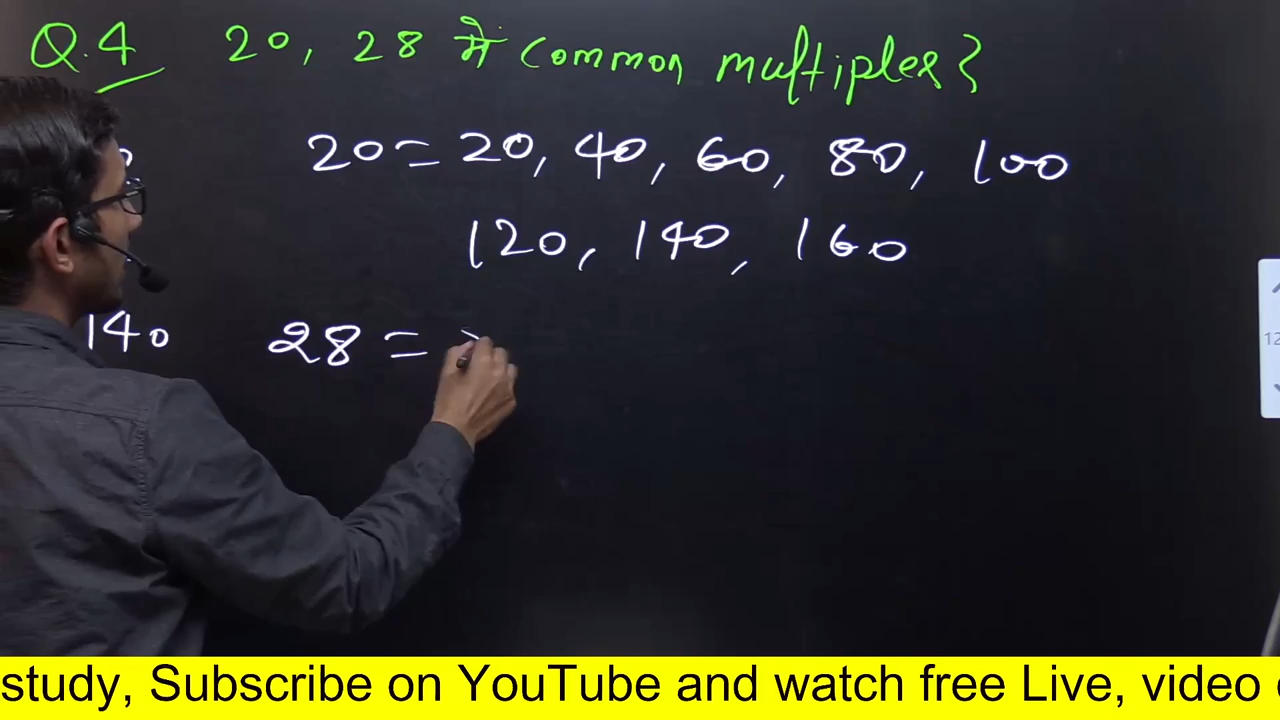 Q.4 20, 28 में common multiples?
20 = 20, 40, 60, 80, 100
120, 140, 160
140 28 =
study, Subscribe on YouTube and watch free Live, video
12